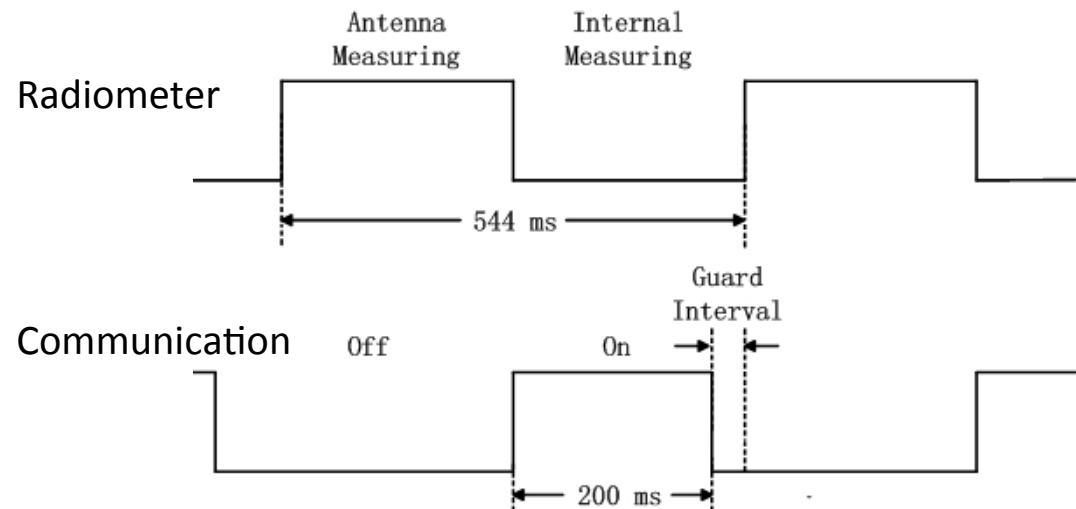 Antenna
Measuring
Internal
Measuring
Radiometer
544 ms
Guard
Interval
Communication
Off
On
200 ms